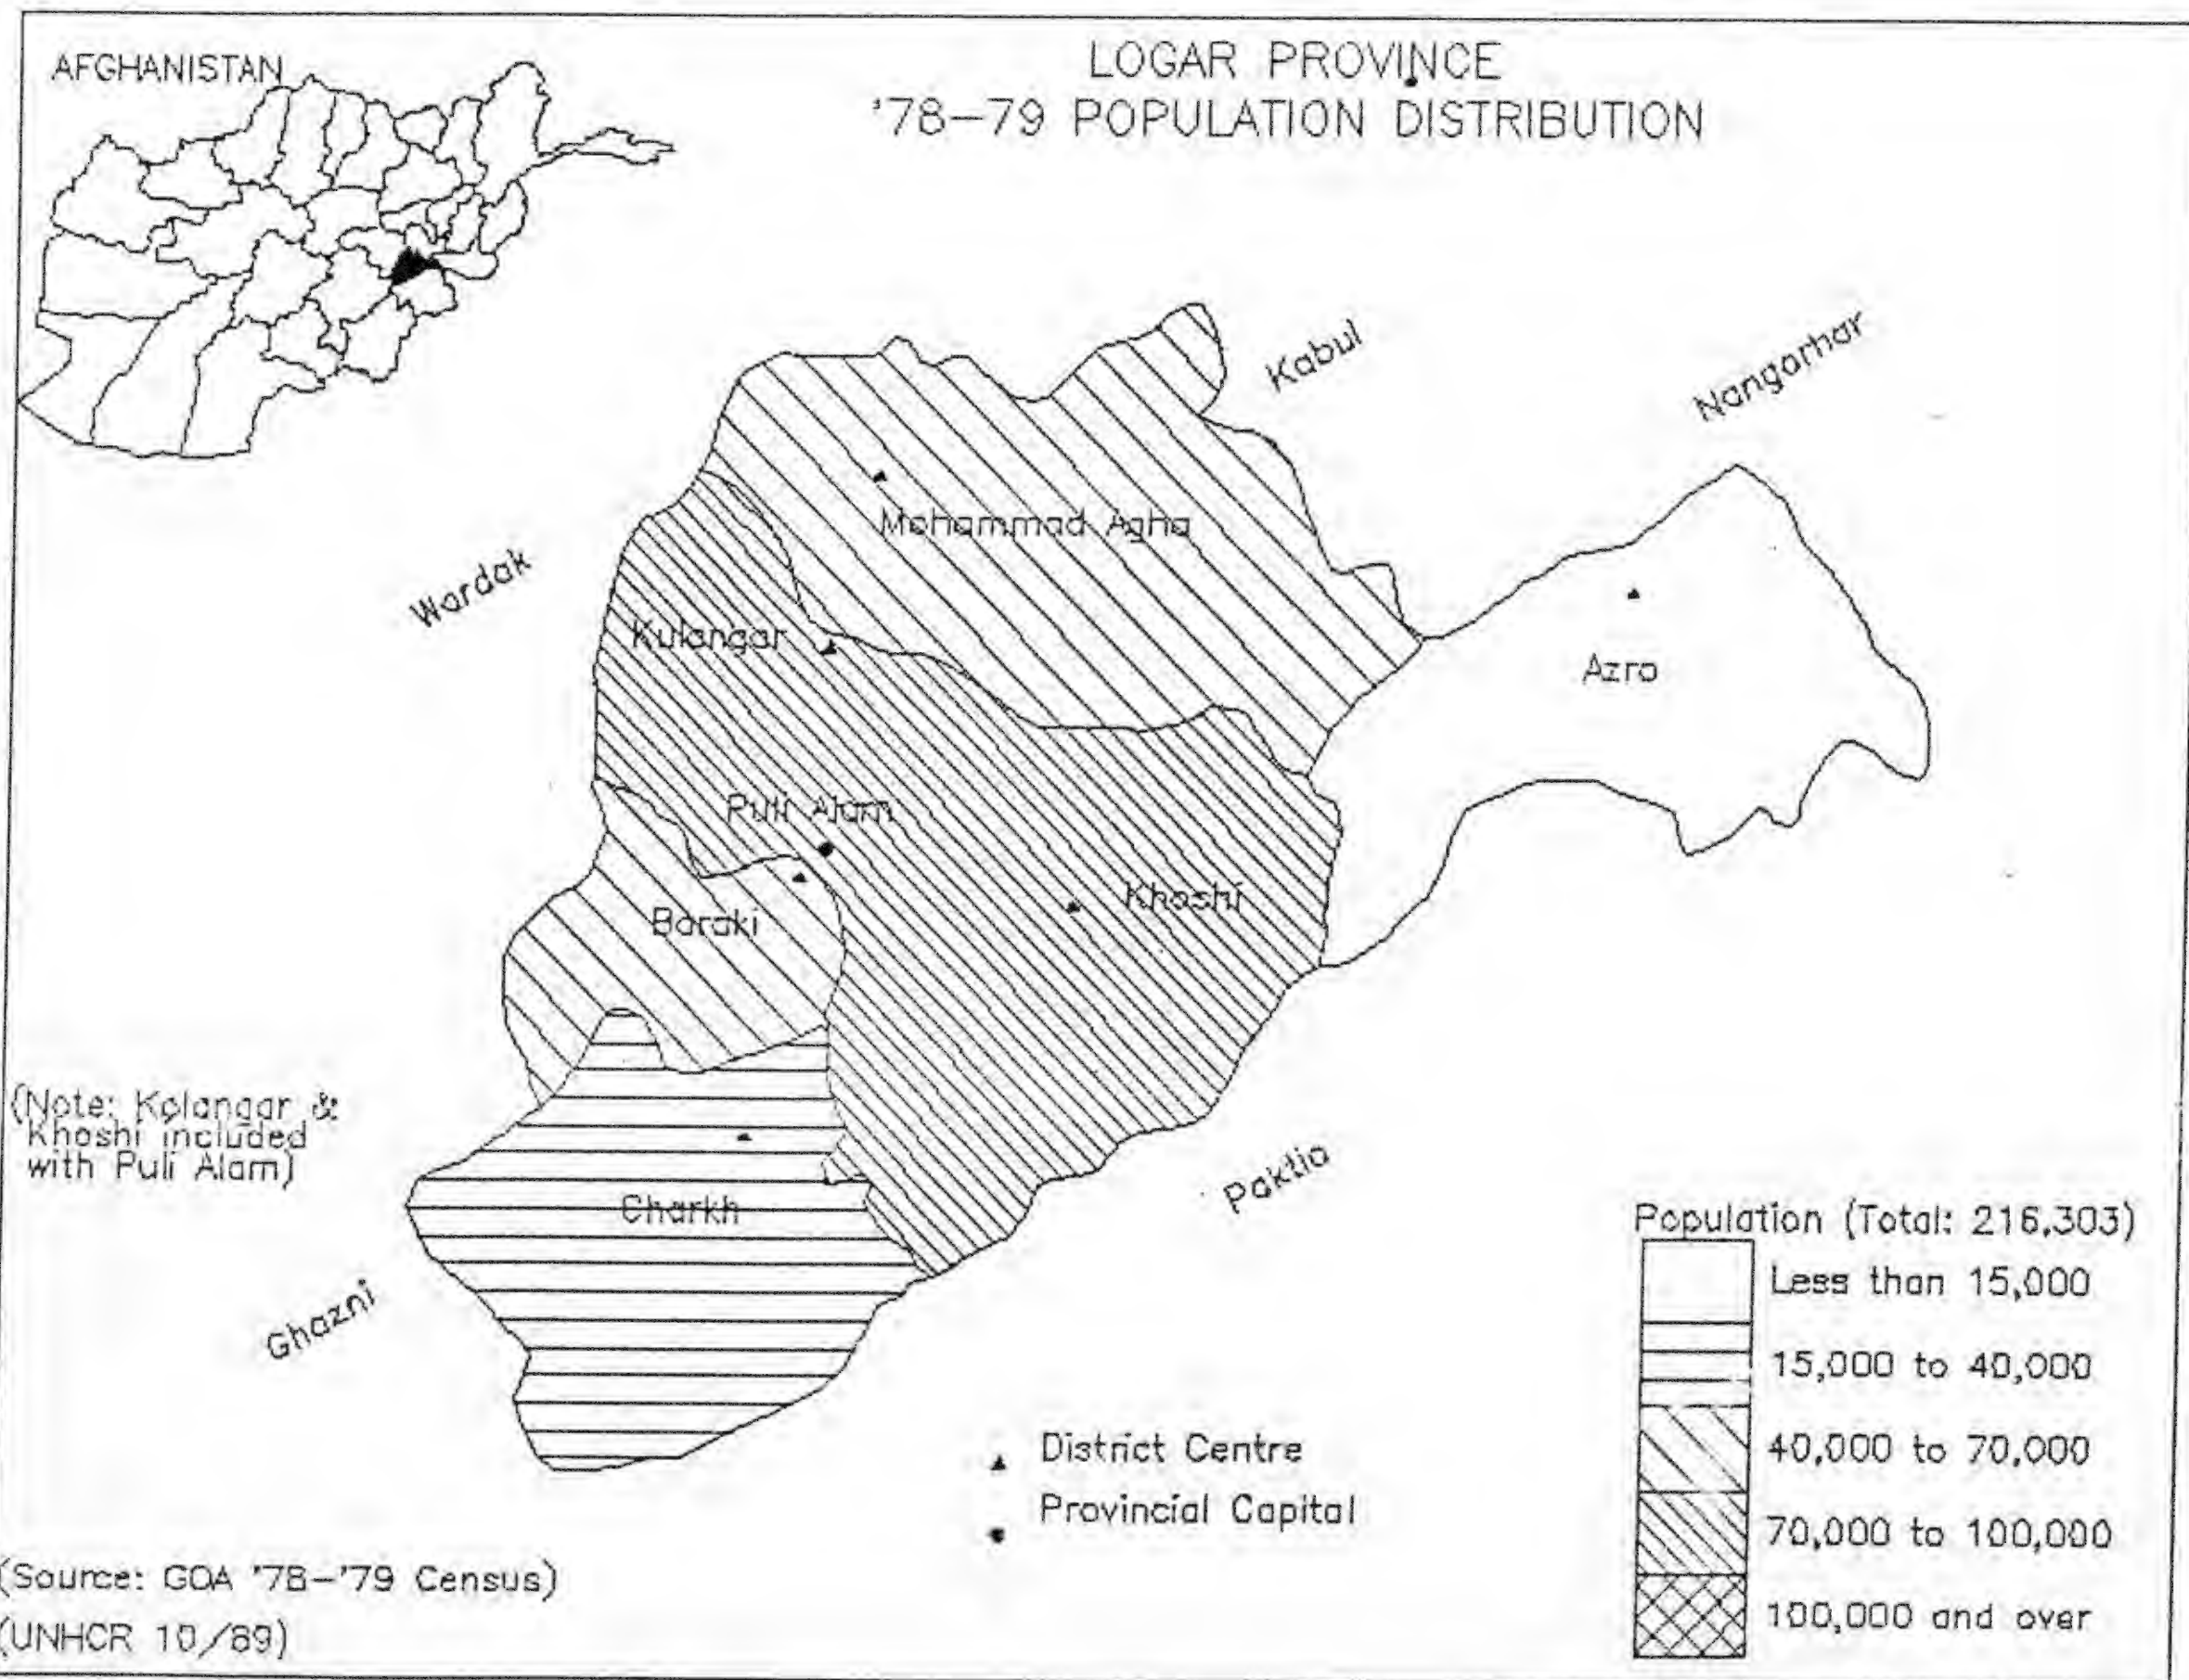 AFGHANISTAN
LOGAR PROVINCE
'78–79 POPULATION DISTRIBUTION
Kabul
Nangarhar
Mohammad Agha
Wardak
Kulangar
Azro
Puli Alam
Khoshi
Baraki
(Note: Kolangar &
Khoshi included
with Puli Alam)
Charkh
Paktia
Ghazni
Population (Total: 216,303)
Less than 15,000
15,000 to 40,000
40,000 to 70,000
70,000 to 100,000
100,000 and over
District Centre
Provincial Capital
(Source: GOA '78–'79 Census)
(UNHCR 10/89)